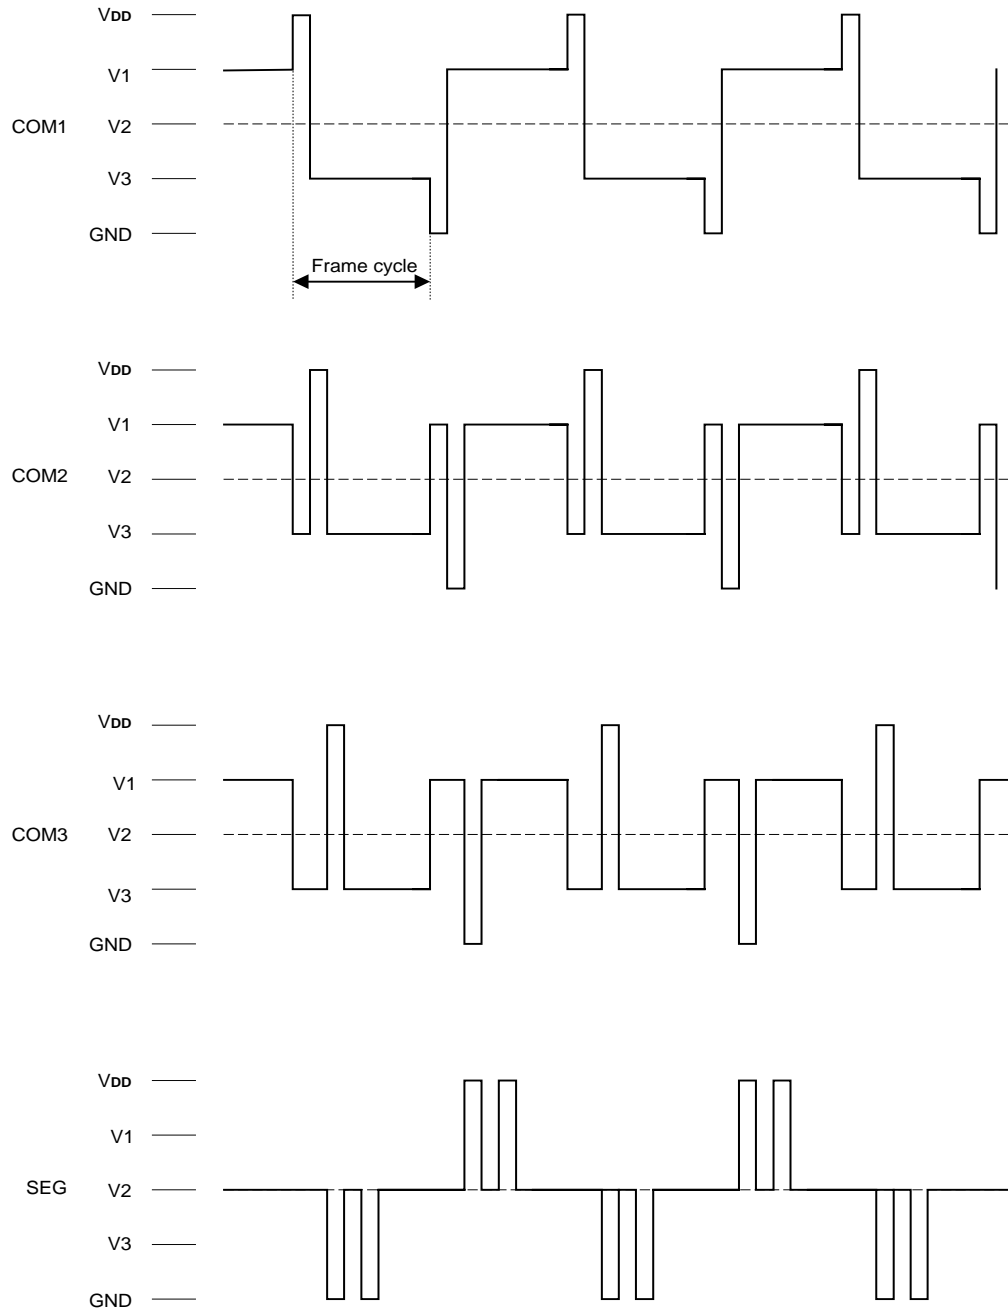 VDD
V1
COM1 V2
V3
GND
Frame cycle
VDD
V1
COM2 V2
V3
GND
VDD
V1
COM3 V2
V3
GND
VDD
V1
SEG V2
V3
GND